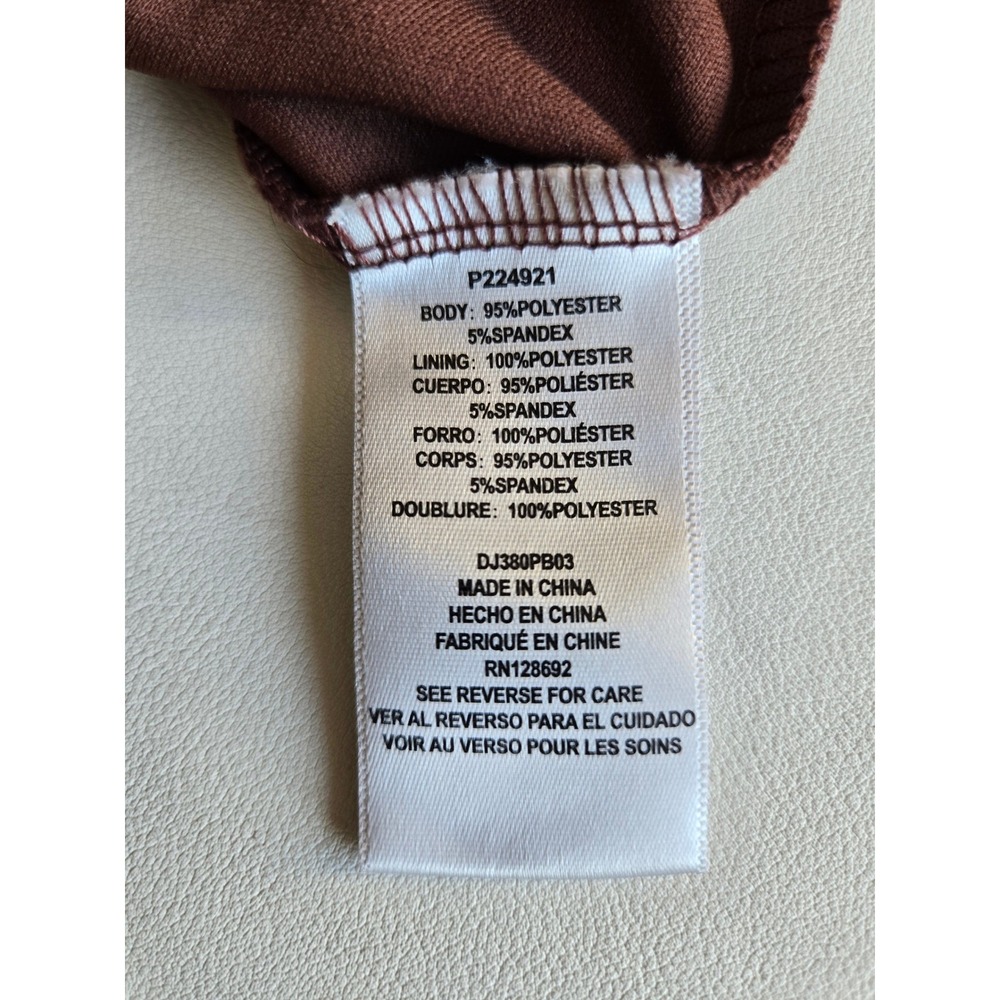 P224921
BODY: 95%POLYESTER
5%SPANDEX
LINING: 100%POLYESTER
CUERPO: 95%POLIÉSTER
5%SPANDEX
FORRO: 100%POLIÉSTER
CORPS: 95%POLYESTER
5%SPANDEX
DOUBLURE: 100%POLYESTER
DJ380PB03
MADE IN CHINA
HECHO EN CHINA
FABRIQUÉ EN CHINE
RN128692
SEE REVERSE FOR CARE
VER AL REVERSO PARA EL CUIDADO
VOIR AU VERSO POUR LES SOINS